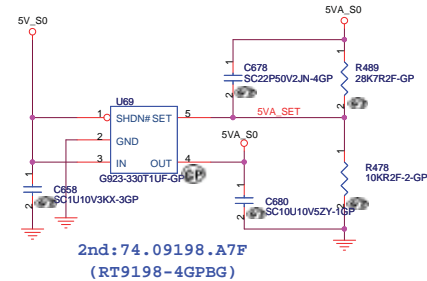 5V_S0
5VA_S0
C678
SC22P50V2JN-4GP
R489
28K7R2F-GP
U69
1 SHDN# SET 5
5VA_SET
2 GND
5VA_S0
3 IN OUT 4
G923-330T1UF-GP
C658
SC1U10V3KX-3GP
C680
SC10U10V5ZY-1GP
R478
10KR2F-2-GP
2nd:74.09198.A7F
(RT9198-4GPBG)